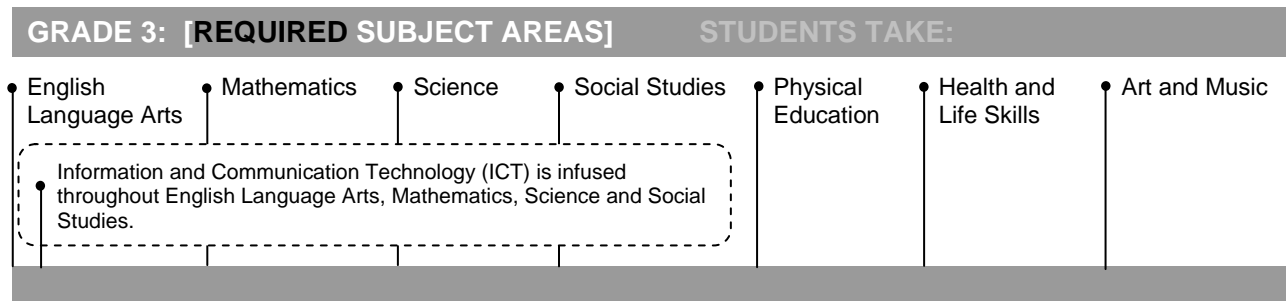 GRADE 3: [REQUIRED SUBJECT AREAS] STUDENTS TAKE:
English
Language Arts
Mathematics
Science
Social Studies
Physical
Education
Health and
Life Skills
Art and Music
Information and Communication Technology (ICT) is infused
throughout English Language Arts, Mathematics, Science and Social
Studies.